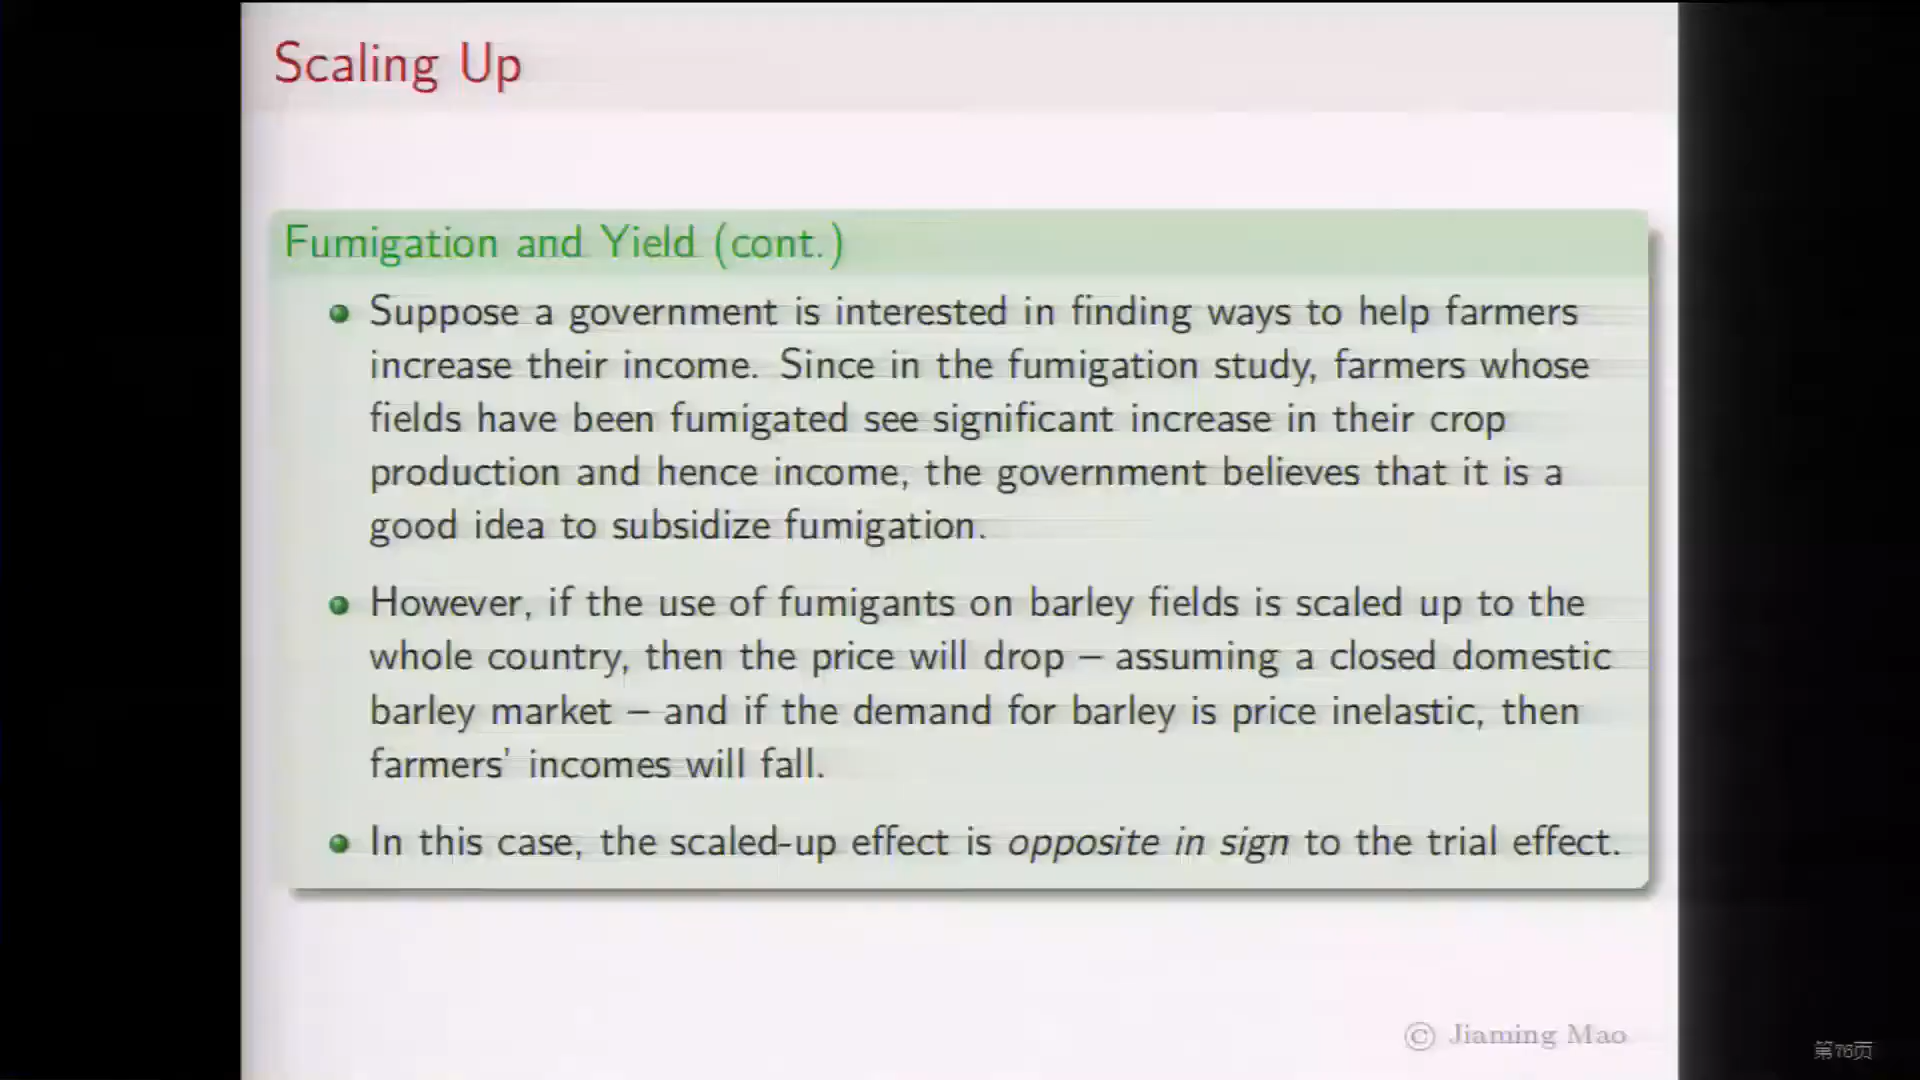 Scaling Up
Fumigation and Yield (cont.)
Suppose a government is interested in finding ways to help farmers
increase their income. Since in the fumigation study, farmers whose
fields have been fumigated see significant increase in their crop
production and hence income, the government believes that it is a
good idea to subsidize fumigation.
However, if the use of fumigants on barley fields is scaled up to the
whole country, then the price will drop – assuming a closed domestic
barley market – and if the demand for barley is price inelastic, then
farmers' incomes will fall.
In this case, the scaled-up effect is opposite in sign to the trial effect.
© Jiaming Mao
第76页